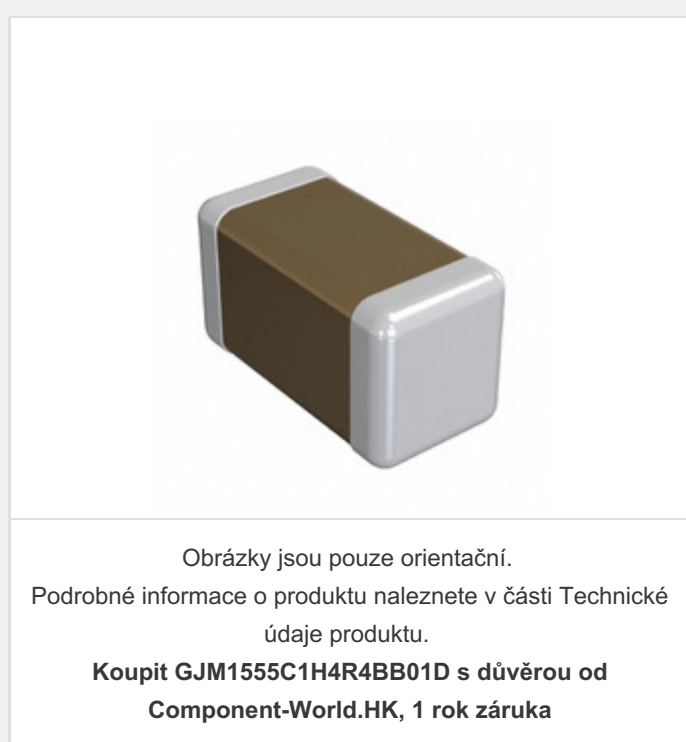 Obrázky jsou pouze orientační.
Podrobné informace o produktu naleznete v části Technické
údaje produktu.
Koupit GJM1555C1H4R4BB01D s důvěrou od
Component-World.HK, 1 rok záruka